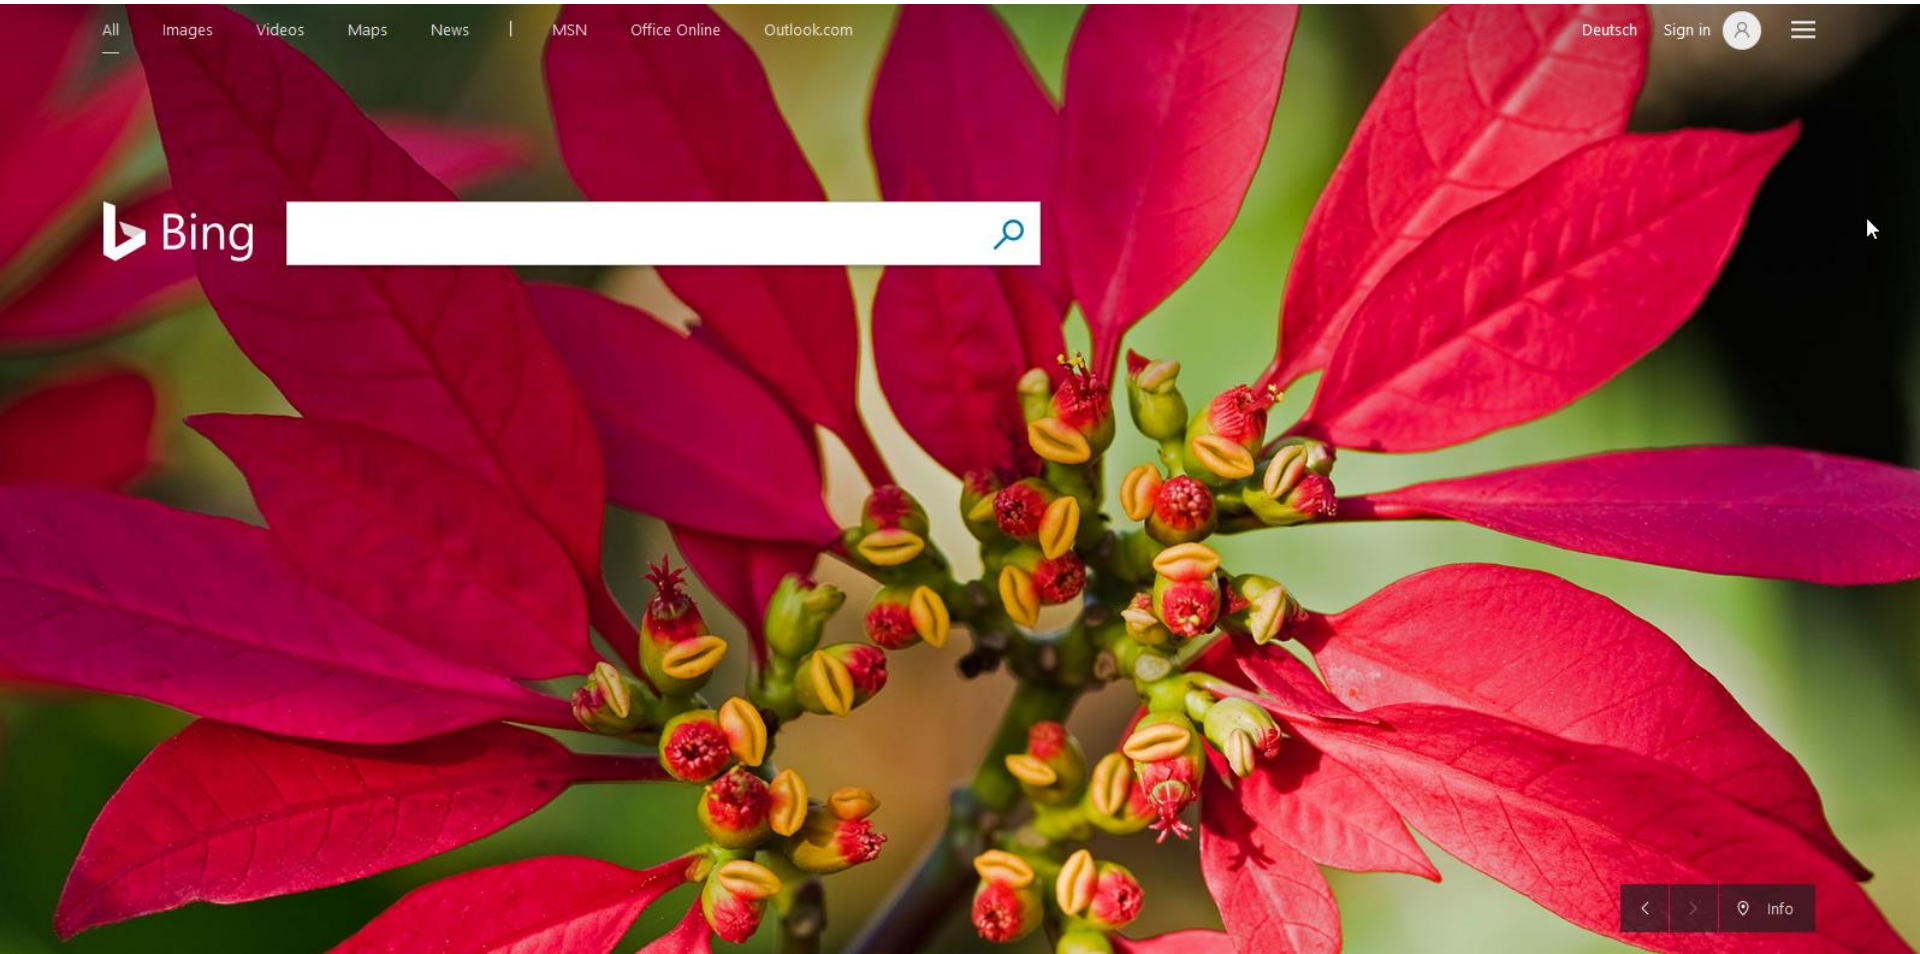 All Images Videos Maps News | MSN Office Online Outlook.com Deutsch Sign in
Bing
Info